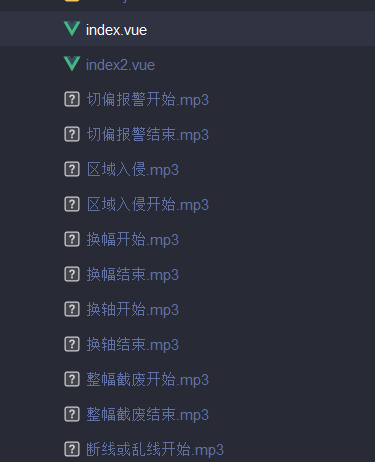 index.vue
index2.vue
切偏报警开始.mp3
切偏报警结束.mp3
区域入侵.mp3
区域入侵开始.mp3
换幅开始.mp3
换幅结束.mp3
换轴开始.mp3
换轴结束.mp3
整幅截废开始.mp3
整幅截废结束.mp3
断线或乱线开始.mp3